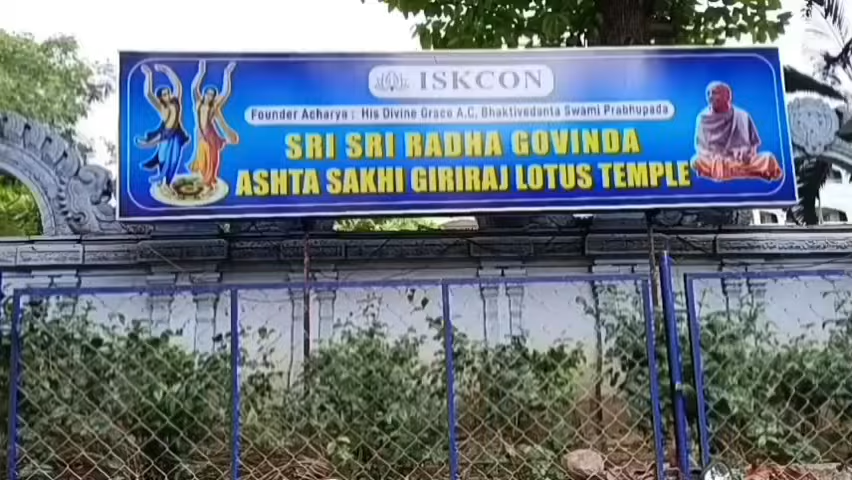 ISKCON
Founder Acharya : His Divine Grace A.C. Bhaktivedanta Swami Prabhupada
SRI SRI RADHA GOVINDA
ASHTA SAKHI GIRIRAJ LOTUS TEMPLE